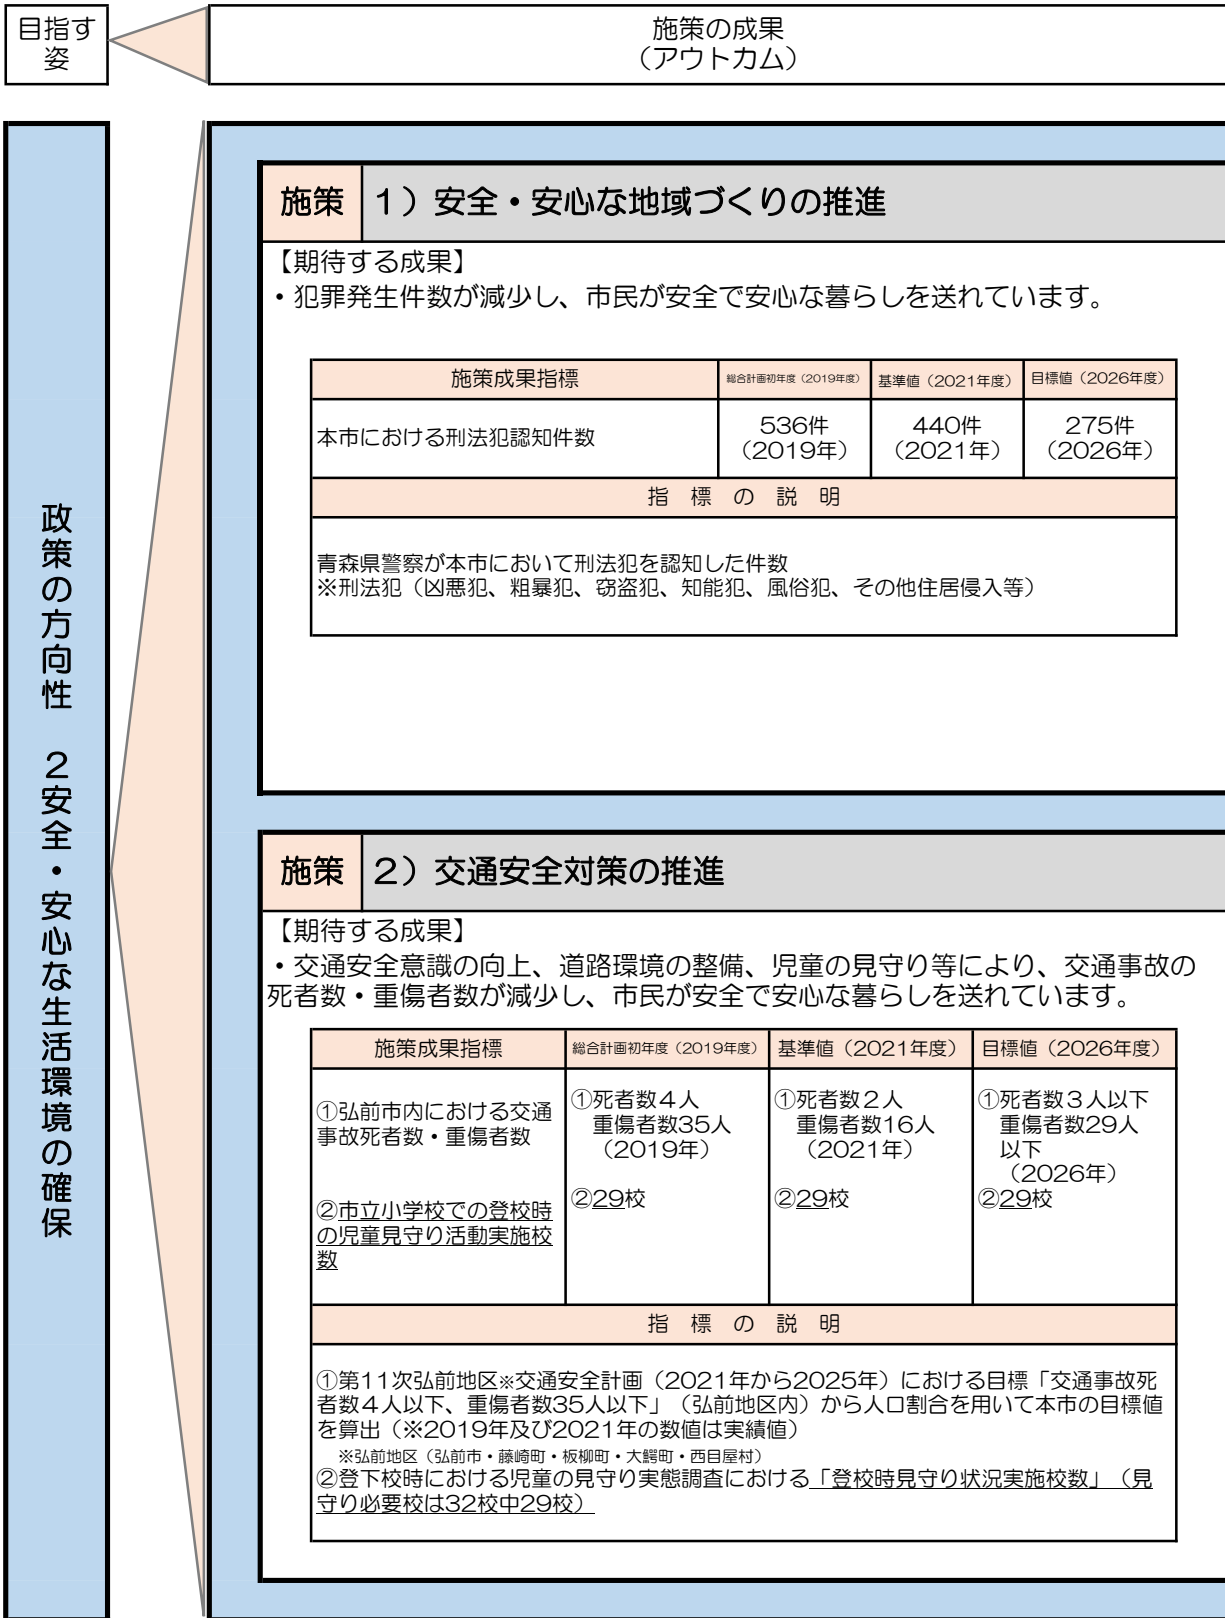 目指す
姿
施策の成果
（アウトカム）
政策の方向性　２安全・安心な生活環境の確保
施策 １）安全・安心な地域づくりの推進
【期待する成果】
・犯罪発生件数が減少し、市民が安全で安心な暮らしを送れています。
施策成果指標 総合計画初年度（2019年度） 基準値（2021年度） 目標値（2026年度）
本市における刑法犯認知件数
536件
（2019年）
440件
（2021年）
275件
（2026年）
指　標　の　説　明
青森県警察が本市において刑法犯を認知した件数
※刑法犯（凶悪犯、粗暴犯、窃盗犯、知能犯、風俗犯、その他住居侵入等）
施策 ２）交通安全対策の推進
【期待する成果】
・交通安全意識の向上、道路環境の整備、児童の見守り等により、交通事故の
死者数・重傷者数が減少し、市民が安全で安心な暮らしを送れています。
施策成果指標 総合計画初年度（2019年度） 基準値（2021年度） 目標値（2026年度）
①弘前市内における交通
事故死者数・重傷者数
②市立小学校での登校時
の児童見守り活動実施校
数
①死者数４人
重傷者数35人
（2019年）
②29校
①死者数２人
重傷者数16人
（2021年）
②29校
①死者数３人以下
重傷者数29人
以下
（2026年）
②29校
指　標　の　説　明
①第11次弘前地区※交通安全計画（2021年から2025年）における目標「交通事故死
者数４人以下、重傷者数35人以下」（弘前地区内）から人口割合を用いて本市の目標値
を算出（※2019年及び2021年の数値は実績値）
※弘前地区（弘前市・藤崎町・板柳町・大鰐町・西目屋村）
②登下校時における児童の見守り実態調査における「登校時見守り状況実施校数」（見
守り必要校は32校中29校）